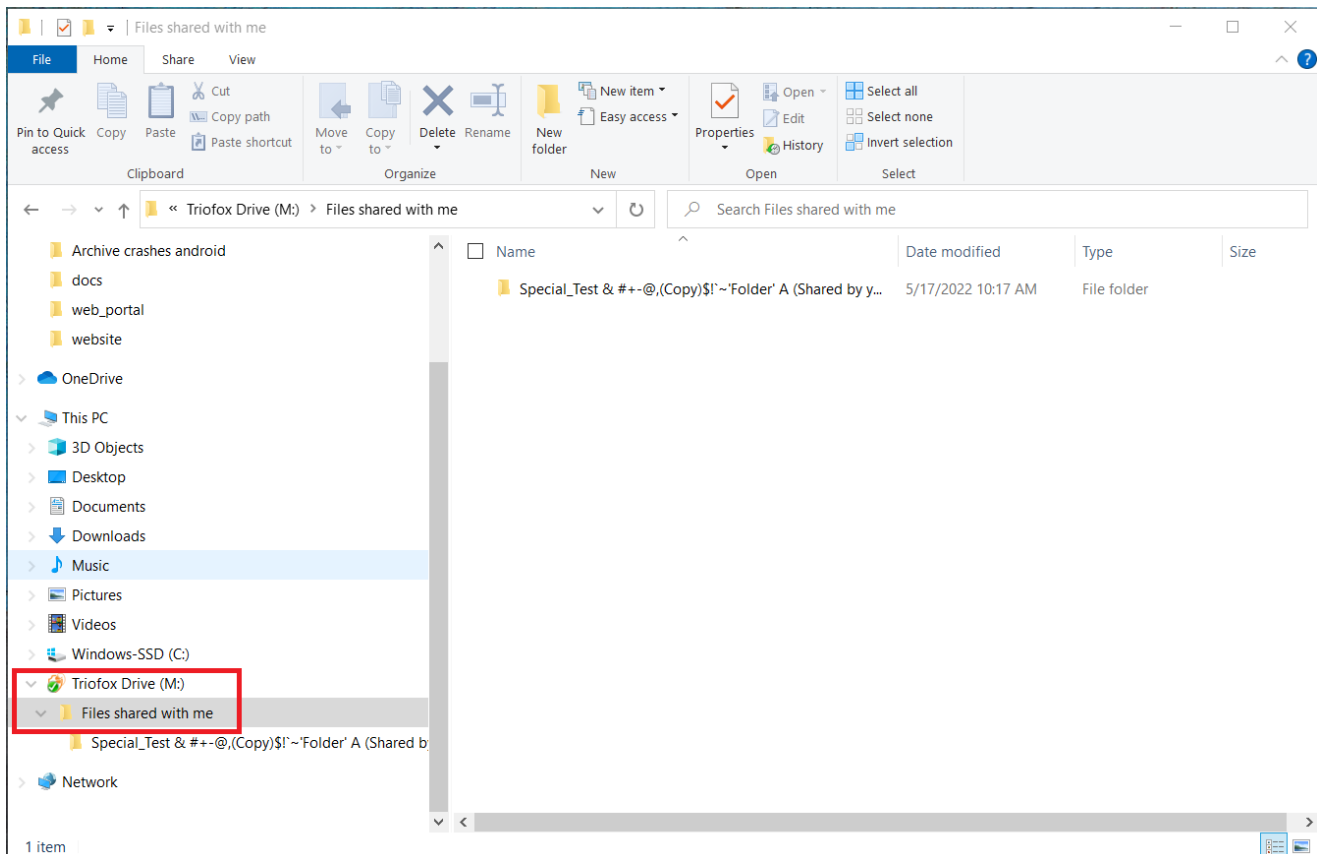 Files shared with me
File Home Share View
Pin to Quick access
Copy
Paste
Cut
Copy path
Paste shortcut
Clipboard
Move to
Copy to
Delete
Rename
Organize
New folder
New item
Easy access
New
Properties
Open
Edit
History
Open
Select all
Select none
Invert selection
Select
« Triofox Drive (M:) > Files shared with me
Search Files shared with me
Archive crashes android
docs
web_portal
website
OneDrive
This PC
3D Objects
Desktop
Documents
Downloads
Music
Pictures
Videos
Windows-SSD (C:)
Triofox Drive (M:)
Files shared with me
Special_Test & #+-@,(Copy)$!`~'Folder' A (Shared by
Network
Name Date modified Type Size
Special_Test & #+-@,(Copy)$!`~'Folder' A (Shared by y... 5/17/2022 10:17 AM File folder
1 item